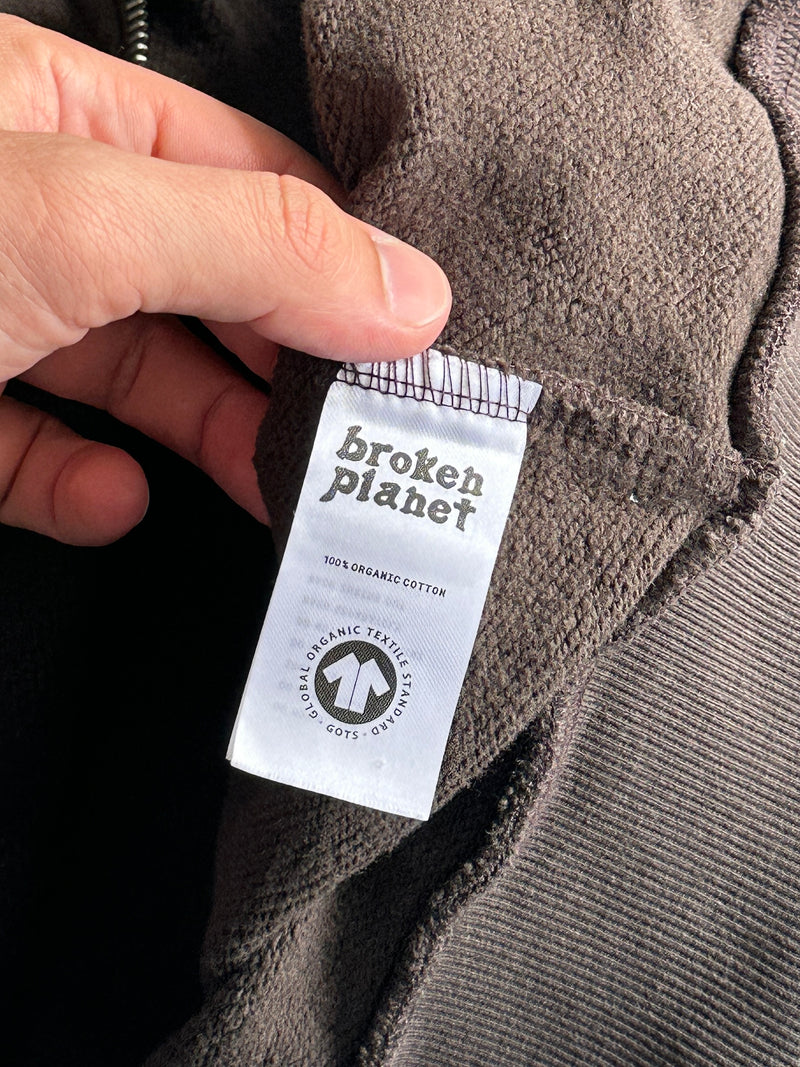 broken
planet
100% ORGANIC COTTON
GLOBAL ORGANIC TEXTILE STANDARD
· GOTS ·